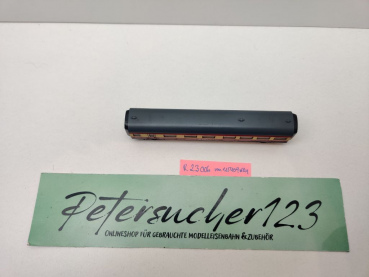 Petersucher123
ONLINESHOP FÜR GEBRAUCHTE MODELLEISENBAHN & ZUBEHÖR